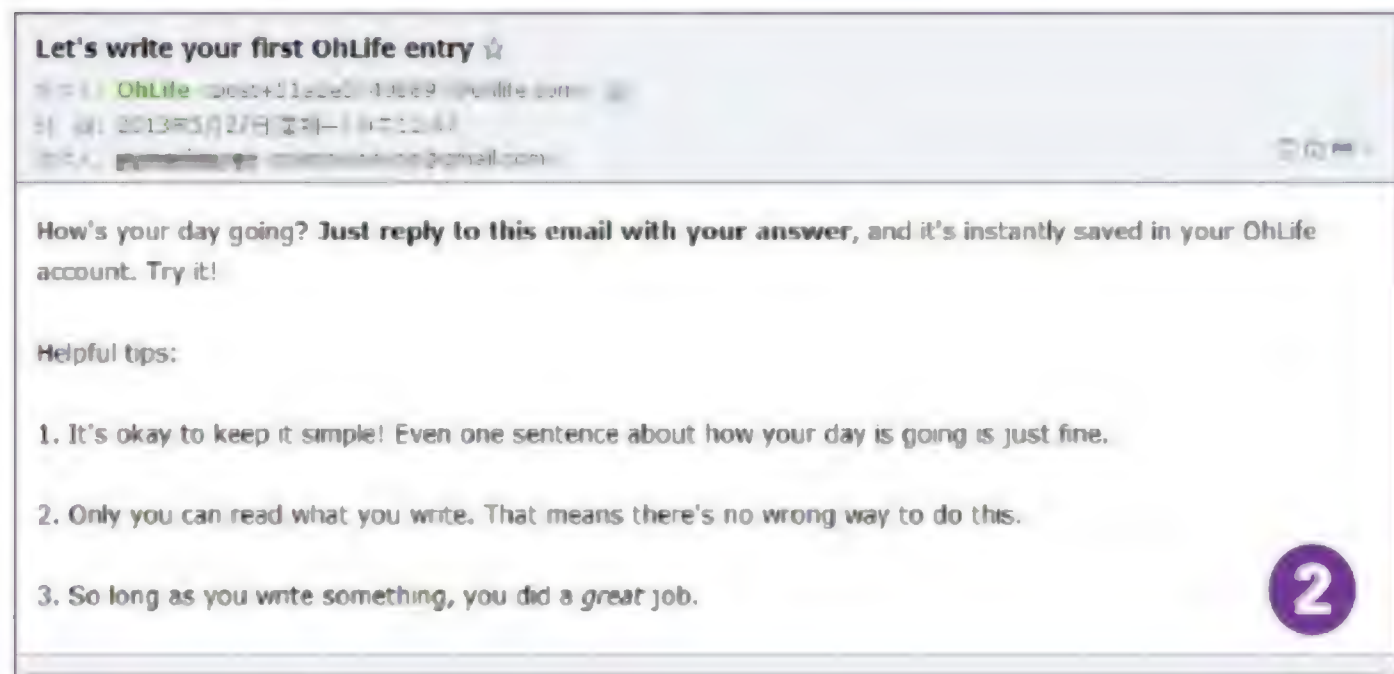 Let's write your first OhLife entry ☆
OhLife
How's your day going? Just reply to this email with your answer, and it's instantly saved in your OhLife
account. Try it!
Helpful tips:
1. It's okay to keep it simple! Even one sentence about how your day is going is just fine.
2. Only you can read what you write. That means there's no wrong way to do this.
3. So long as you write something, you did a great job.
2